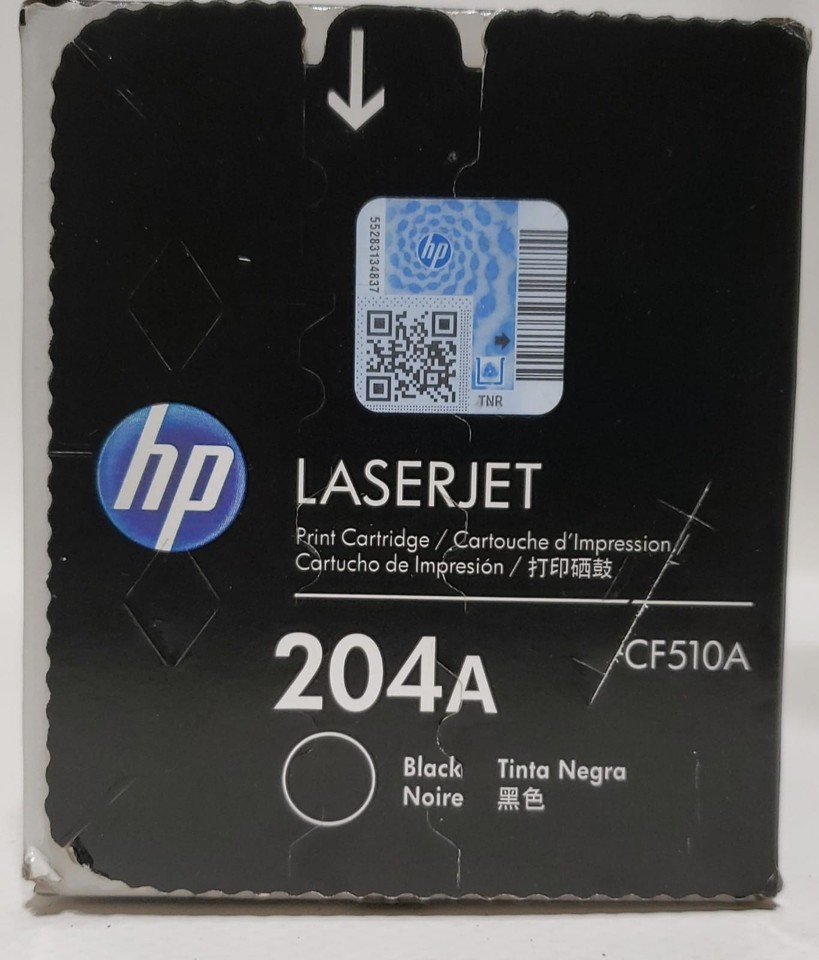 55283134837
hp
TNR
hp
LASERJET
Print Cartridge / Cartouche d'Impression /
Cartucho de Impresión / 打印硒鼓
204A
CF510A
Black Tinta Negra
Noire 黑色